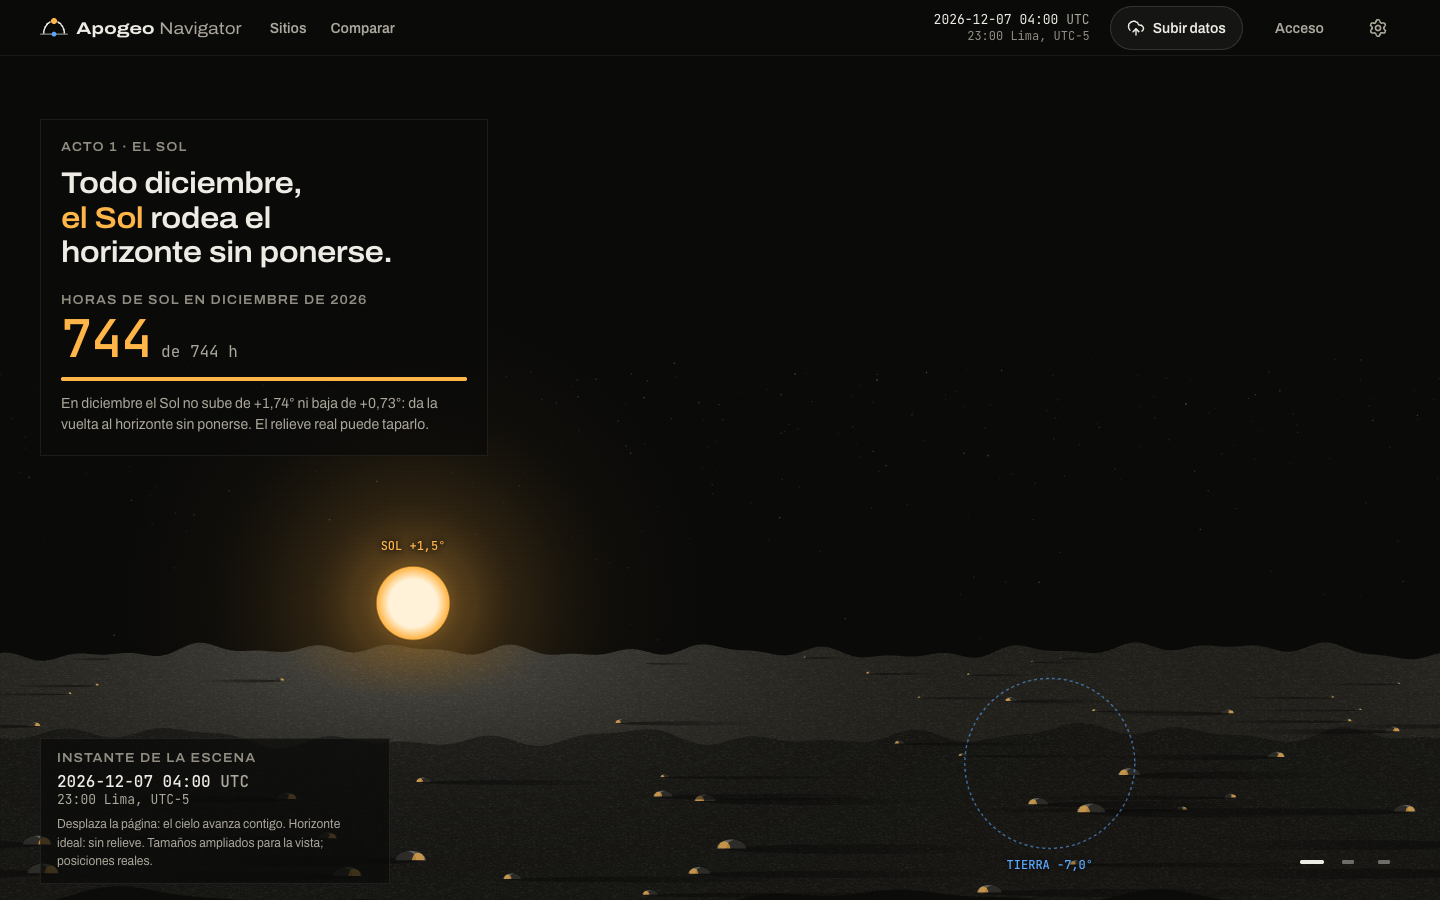 Apogeo Navigator
Sitios
Comparar
2026-12-07 04:00 UTC
23:00 Lima, UTC-5
Subir datos
Acceso
ACTO 1 · EL SOL
Todo diciembre,
el Sol rodea el
horizonte sin ponerse.
HORAS DE SOL EN DICIEMBRE DE 2026
744 de 744 h
En diciembre el Sol no sube de +1,74° ni baja de +0,73°: da la
vuelta al horizonte sin ponerse. El relieve real puede taparlo.
SOL +1,5°
INSTANTE DE LA ESCENA
2026-12-07 04:00 UTC
23:00 Lima, UTC-5
Desplaza la página: el cielo avanza contigo. Horizonte
ideal: sin relieve. Tamaños ampliados para la vista;
posiciones reales.
TIERRA -7,0°